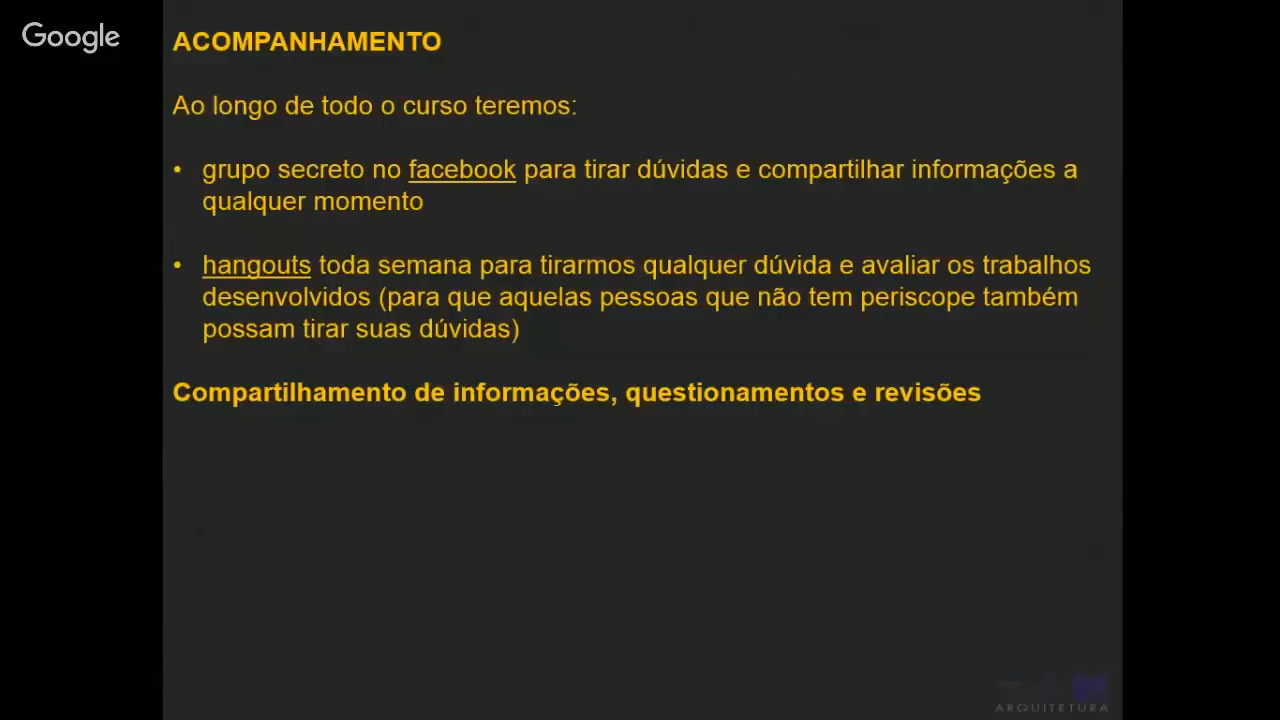 Google
ACOMPANHAMENTO
Ao longo de todo o curso teremos:
• grupo secreto no facebook para tirar dúvidas e compartilhar informações a
qualquer momento
• hangouts toda semana para tirarmos qualquer dúvida e avaliar os trabalhos
desenvolvidos (para que aquelas pessoas que não tem periscope também
possam tirar suas dúvidas)
Compartilhamento de informações, questionamentos e revisões
ARQUITETURA